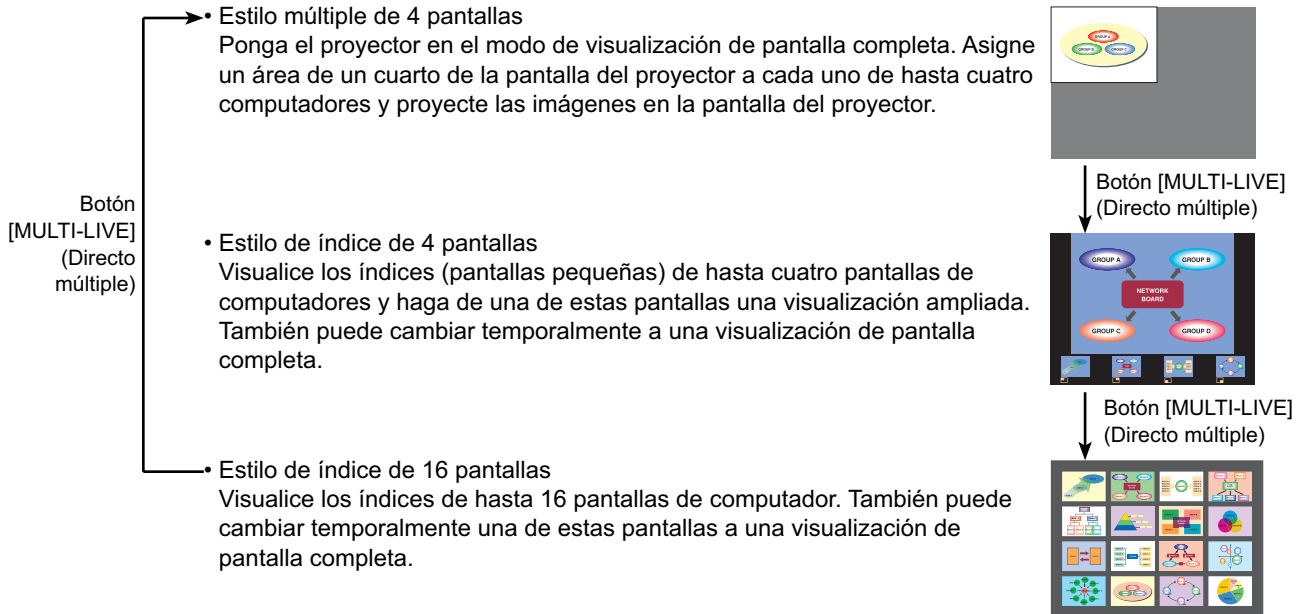 • Estilo múltiple de 4 pantallas
Ponga el proyector en el modo de visualización de pantalla completa. Asigne
un área de un cuarto de la pantalla del proyector a cada uno de hasta cuatro
computadores y proyecte las imágenes en la pantalla del proyector.
GROUP A
GROUP B
GROUP C
Botón [MULTI-LIVE]
(Directo múltiple)
Botón
[MULTI-LIVE]
(Directo
múltiple)
• Estilo de índice de 4 pantallas
Visualice los índices (pantallas pequeñas) de hasta cuatro pantallas de
computadores y haga de una de estas pantallas una visualización ampliada.
También puede cambiar temporalmente a una visualización de pantalla
completa.
GROUP A
GROUP B
NETWORK
BOARD
GROUP C
GROUP D
Botón [MULTI-LIVE]
(Directo múltiple)
• Estilo de índice de 16 pantallas
Visualice los índices de hasta 16 pantallas de computador. También puede
cambiar temporalmente una de estas pantallas a una visualización de
pantalla completa.